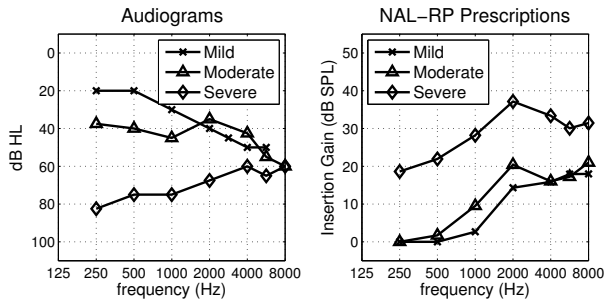 Audiograms
0
20
40
60
80
100
dB HL
Mild
Moderate
Severe
125 250 500 1000 2000 4000 8000
frequency (Hz)
NAL−RP Prescriptions
50
40
30
20
10
0
Insertion Gain (dB SPL)
Mild
Moderate
Severe
125 250 500 1000 2000 4000 8000
frequency (Hz)